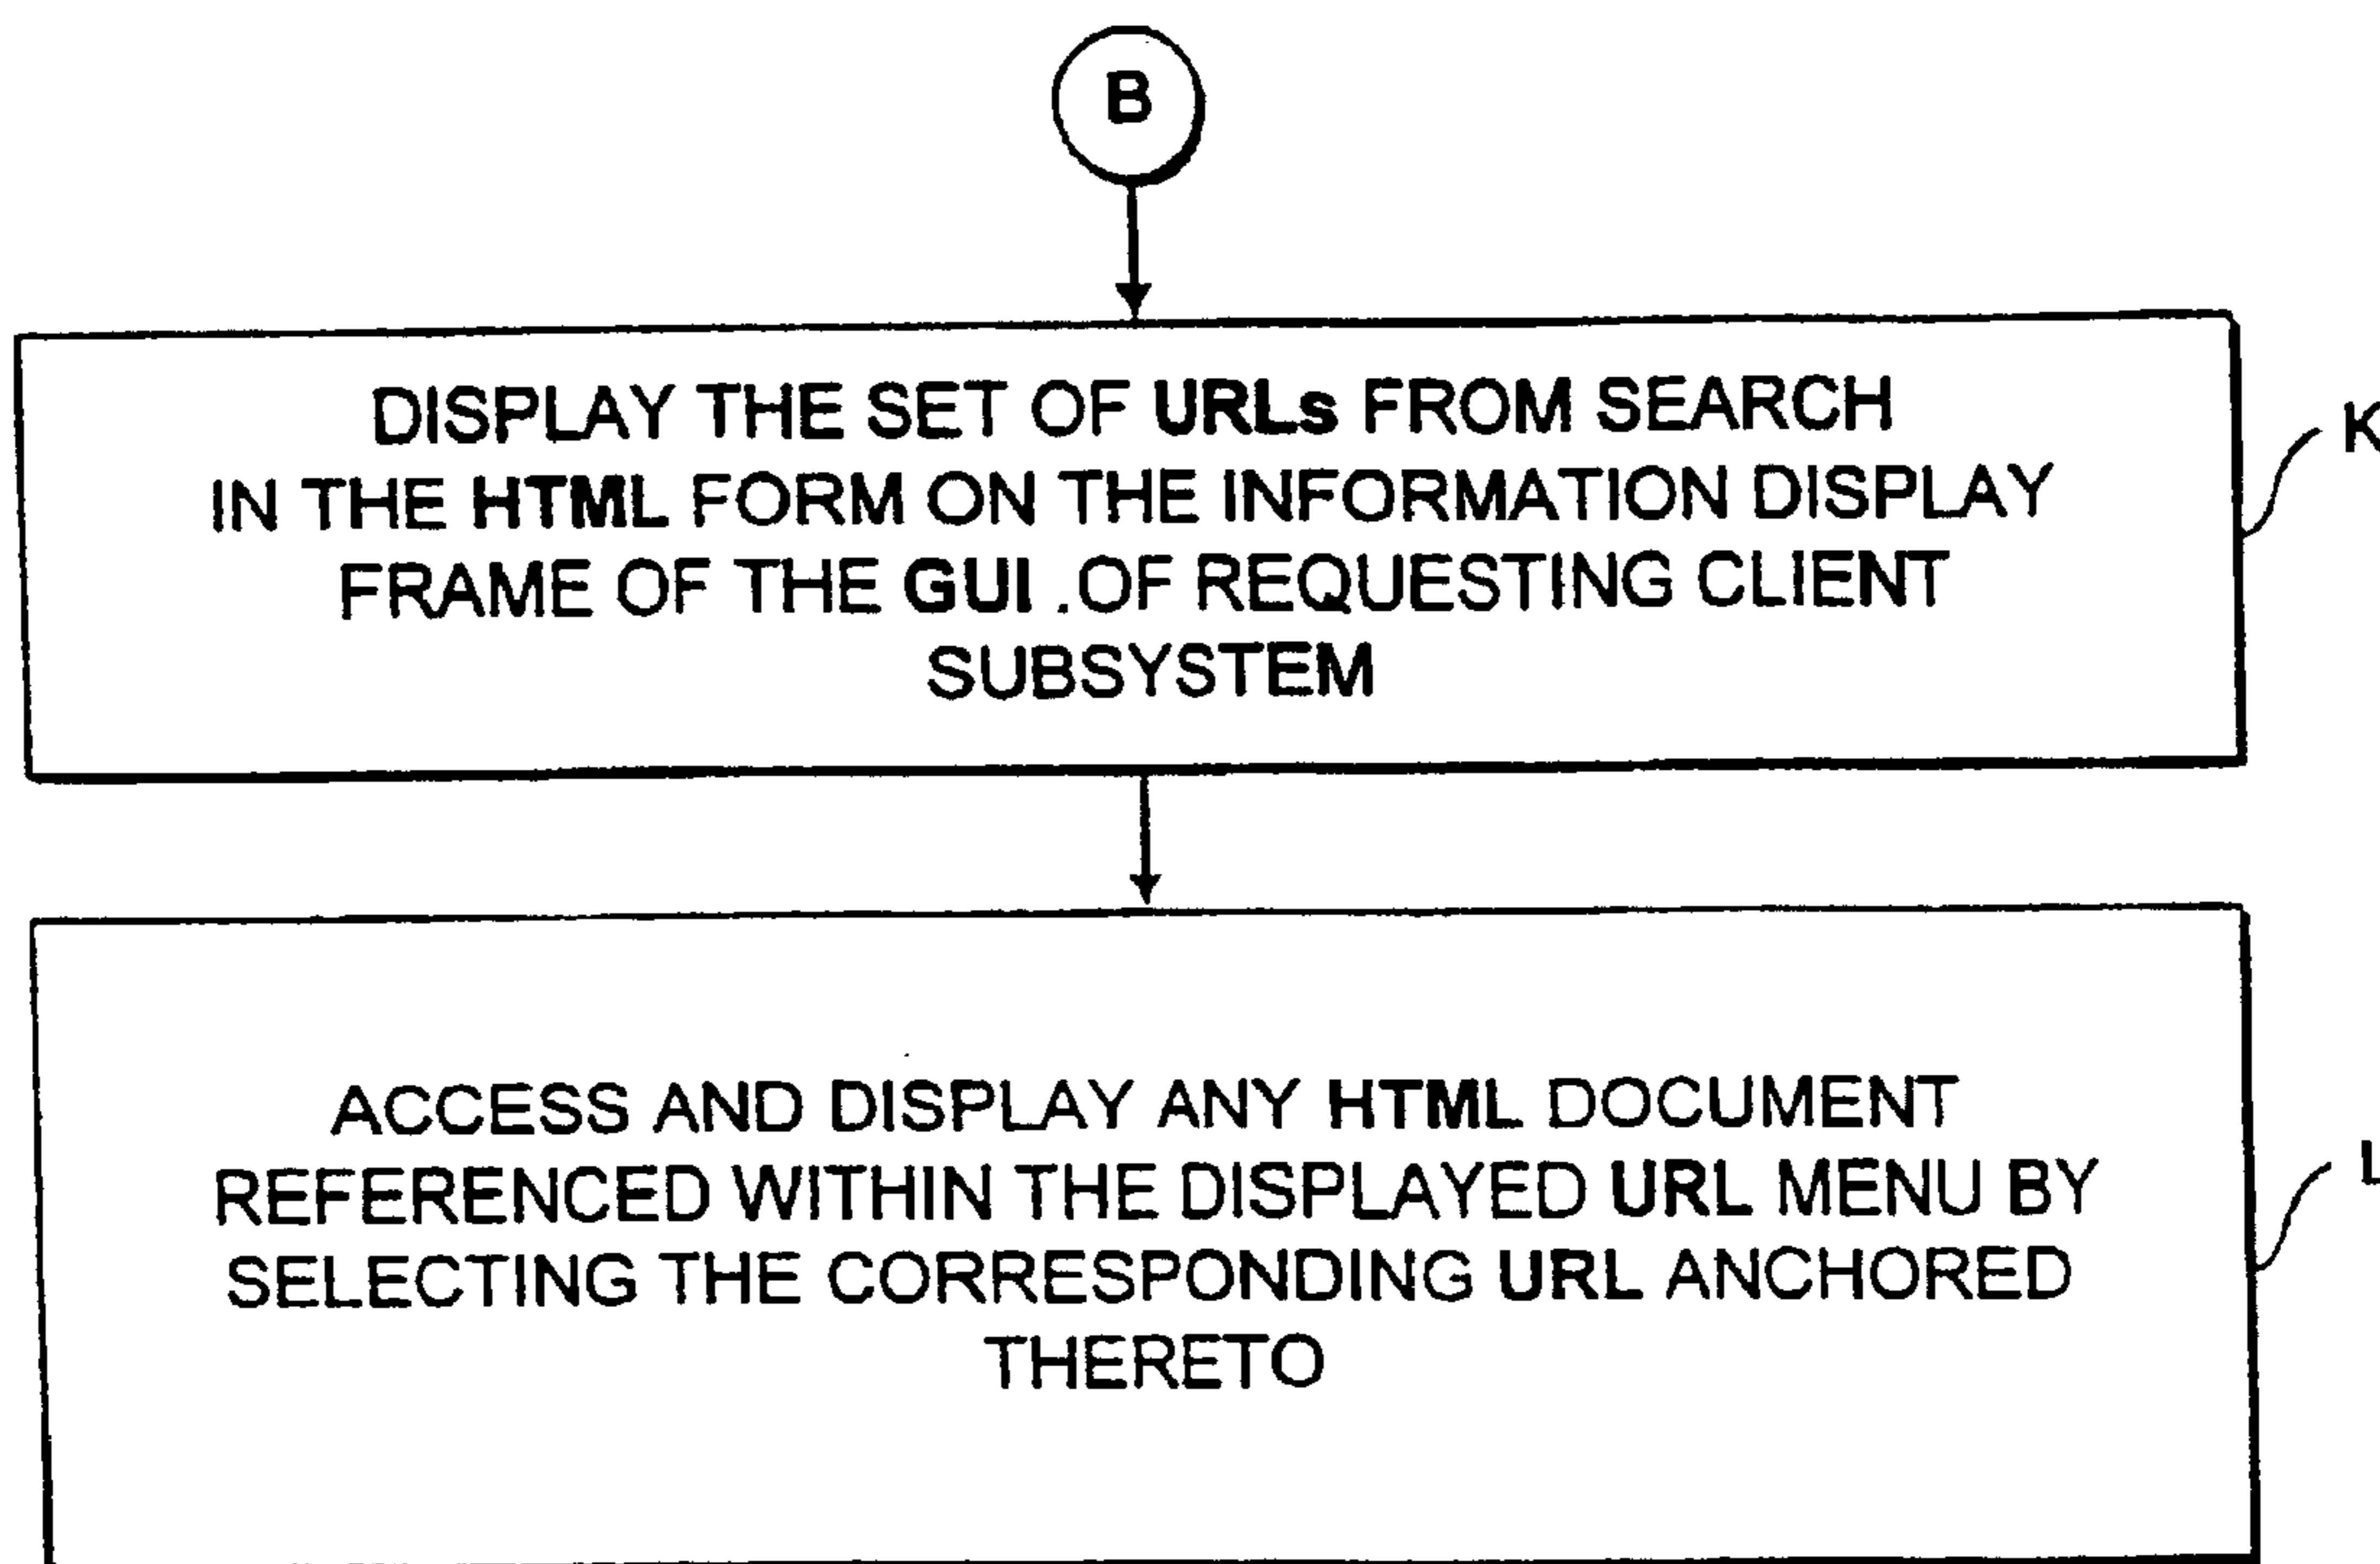 B
DISPLAY THE SET OF URLs FROM SEARCH
K
IN THE HTML FORM ON THE INFORMATION DISPLAY
FRAME OF THE GUI .OF REQUESTING CLIENT
SUBSYSTEM
ACCESS AND DISPLAY ANY HTML DOCUMENT
REFERENCED WITHIN THE DISPLAYED URL MENU BY
L
SELECTING THE CORRESPONDING URL ANCHORED
THERETO